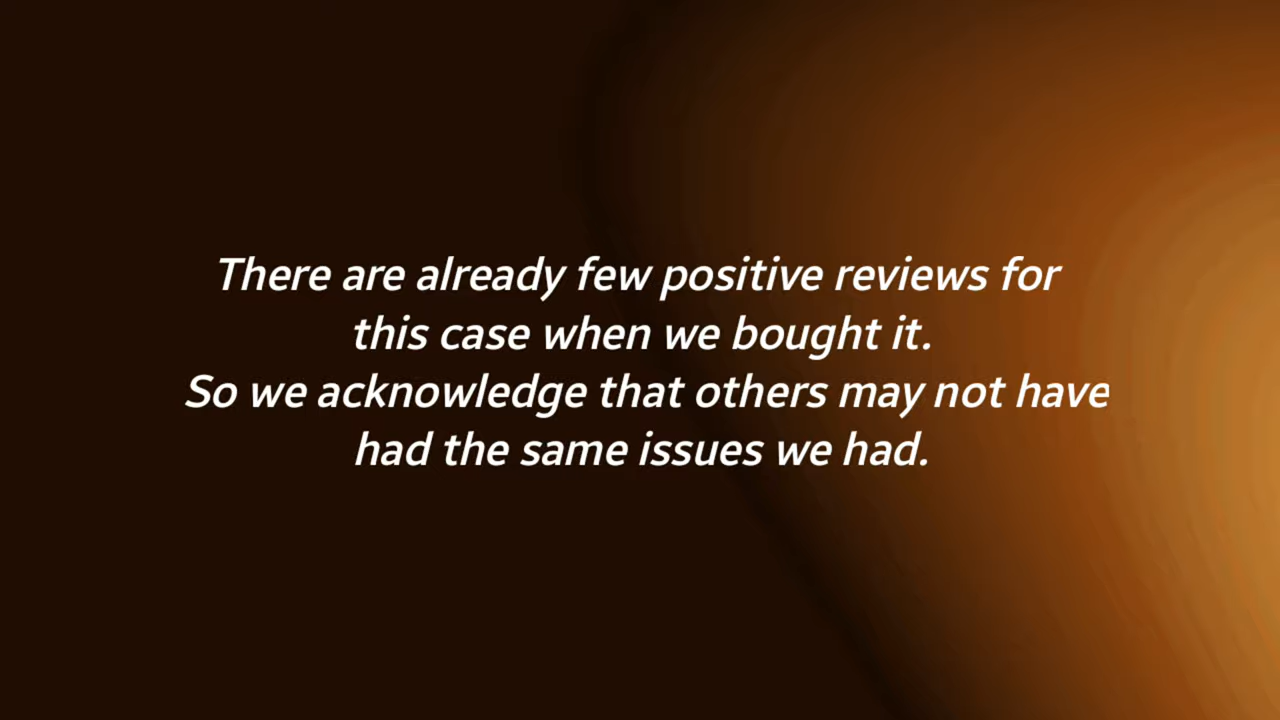 There are already few positive reviews for
this case when we bought it.
So we acknowledge that others may not have
had the same issues we had.